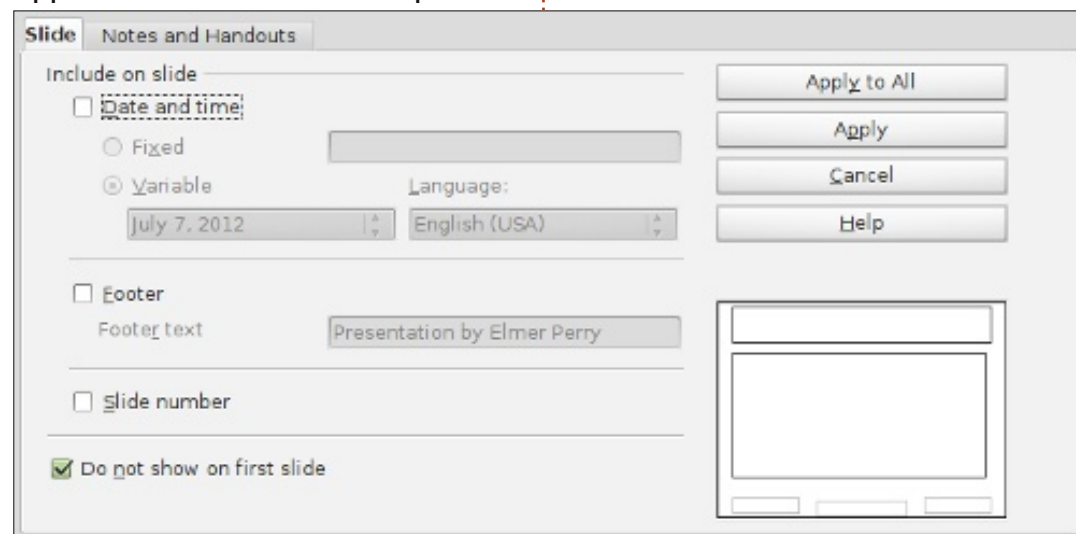 Slide Notes and Handouts
Include on slide
Date and time
Fixed
Variable Language:
July 7, 2012 English (USA)
Footer
Footer text Presentation by Elmer Perry
Slide number
Do not show on first slide
Apply to All
Apply
Cancel
Help